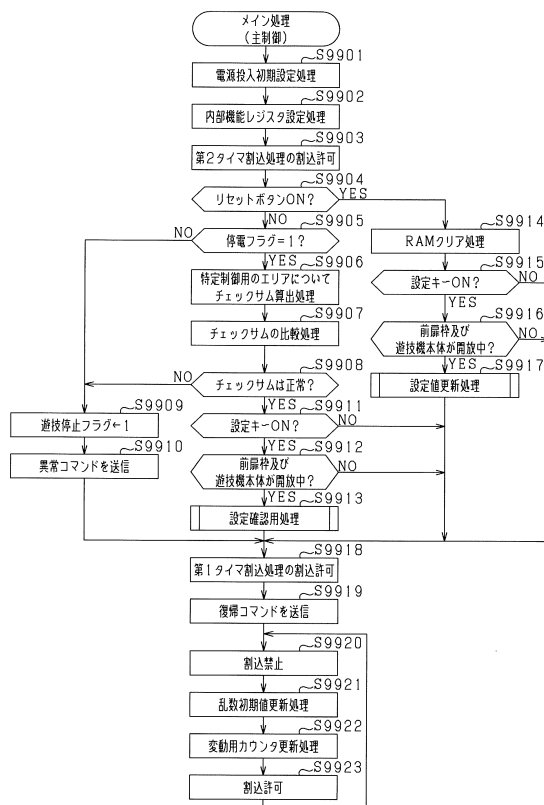 メイン処理
(主制御)
S9901
電源投入初期設定処理
S9902
内部機能レジスタ設定処理
S9903
第2タイマ割込処理の割込許可
S9904
リセットボタンON?
YES
NO
S9905
停電フラグ=1?
NO
YES
S9906
特定制御用のエリアについて
チェックサム算出処理
S9907
チェックサムの比較処理
S9908
チェックサムは正常?
NO
YES
S9909
遊技停止フラグ←1
S9910
異常コマンドを送信
S9911
設定キーON?
NO
YES
S9912
前扉枠及び
遊技機本体が開放中?
NO
YES
S9913
設定確認用処理
S9914
RAMクリア処理
S9915
設定キーON?
NO
YES
S9916
前扉枠及び
遊技機本体が開放中?
NO
YES
S9917
設定値更新処理
S9918
第1タイマ割込処理の割込許可
S9919
復帰コマンドを送信
S9920
割込禁止
S9921
乱数初期値更新処理
S9922
変動用カウンタ更新処理
S9923
割込許可